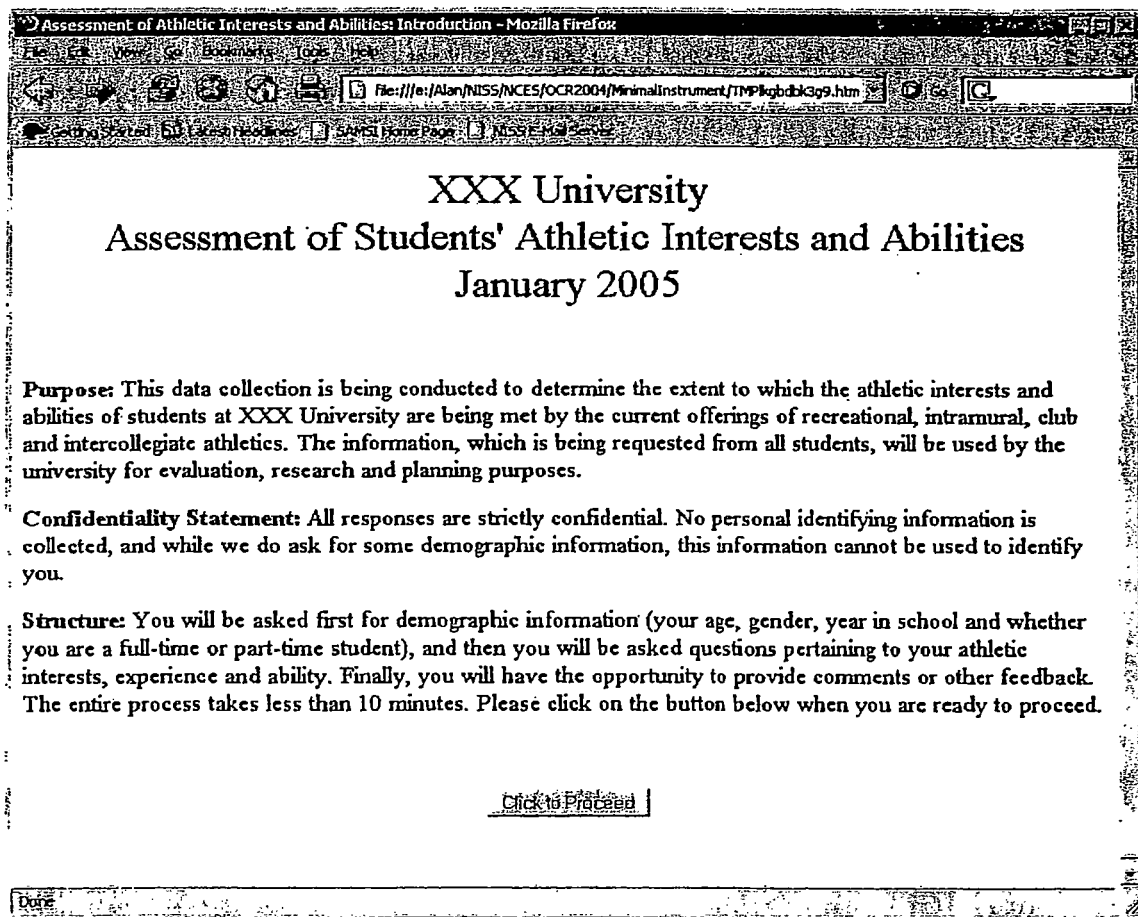 Assessment of Athletic Interests and Abilities: Introduction - Mozilla Firefox
File Edit View Go Bookmarks Tools Help
file:///e:/Alan/NISS/NCES/OCR2004/MinimalInstrument/TMPlkgbdbk3g9.htm Go
Getting Started Latest Headlines SAMSI Home Page NISS E-Mail Server
XXX University
Assessment of Students' Athletic Interests and Abilities
January 2005
Purpose: This data collection is being conducted to determine the extent to which the athletic interests and
abilities of students at XXX University are being met by the current offerings of recreational, intramural, club
and intercollegiate athletics. The information, which is being requested from all students, will be used by the
university for evaluation, research and planning purposes.
Confidentiality Statement: All responses are strictly confidential. No personal identifying information is
collected, and while we do ask for some demographic information, this information cannot be used to identify
you.
Structure: You will be asked first for demographic information (your age, gender, year in school and whether
you are a full-time or part-time student), and then you will be asked questions pertaining to your athletic
interests, experience and ability. Finally, you will have the opportunity to provide comments or other feedback.
The entire process takes less than 10 minutes. Please click on the button below when you are ready to proceed.
Click to Proceed
Done